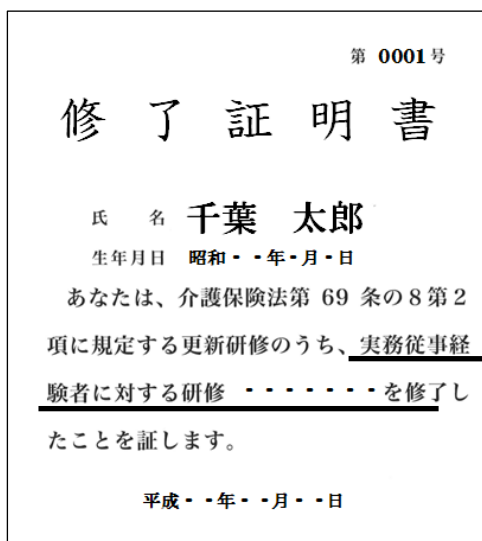 第 0001号
修了証明書
氏　名 千葉　太郎
生年月日 昭和・・年・月・日
あなたは、介護保険法第 69 条の8第2
項に規定する更新研修のうち、実務従事経
験者に対する研修 ・・・・・・・を修了し
たことを証します。
平成・・年・・月・・日